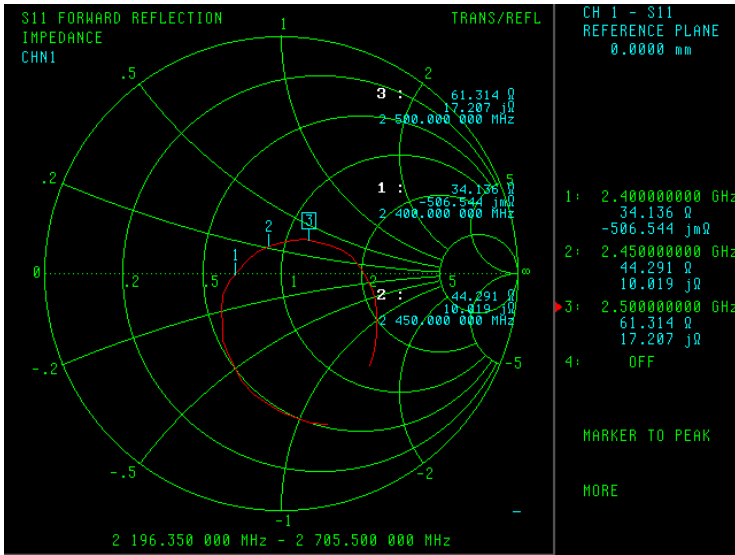 S11 FORWARD REFLECTION
TRANS/REFL
IMPEDANCE
CHN1
1
.5
2
.2
5
0
.2
.5
1
2
5
∞
-.2
-5
-.5
-2
-1
3 :
61.314 Ω
17.207 jΩ
2 500.000 000 MHz
1 :
34.136 Ω
-506.544 jmΩ
2 400.000 000 MHz
2 :
44.291 Ω
10.019 jΩ
2 450.000 000 MHz
1
2
3
2 196.350 000 MHz - 2 705.500 000 MHz
CH 1 - S11
REFERENCE PLANE
0.0000 mm
1: 2.400000000 GHz
34.136 Ω
-506.544 jmΩ
2: 2.450000000 GHz
44.291 Ω
10.019 jΩ
3: 2.500000000 GHz
61.314 Ω
17.207 jΩ
4: OFF
MARKER TO PEAK
MORE